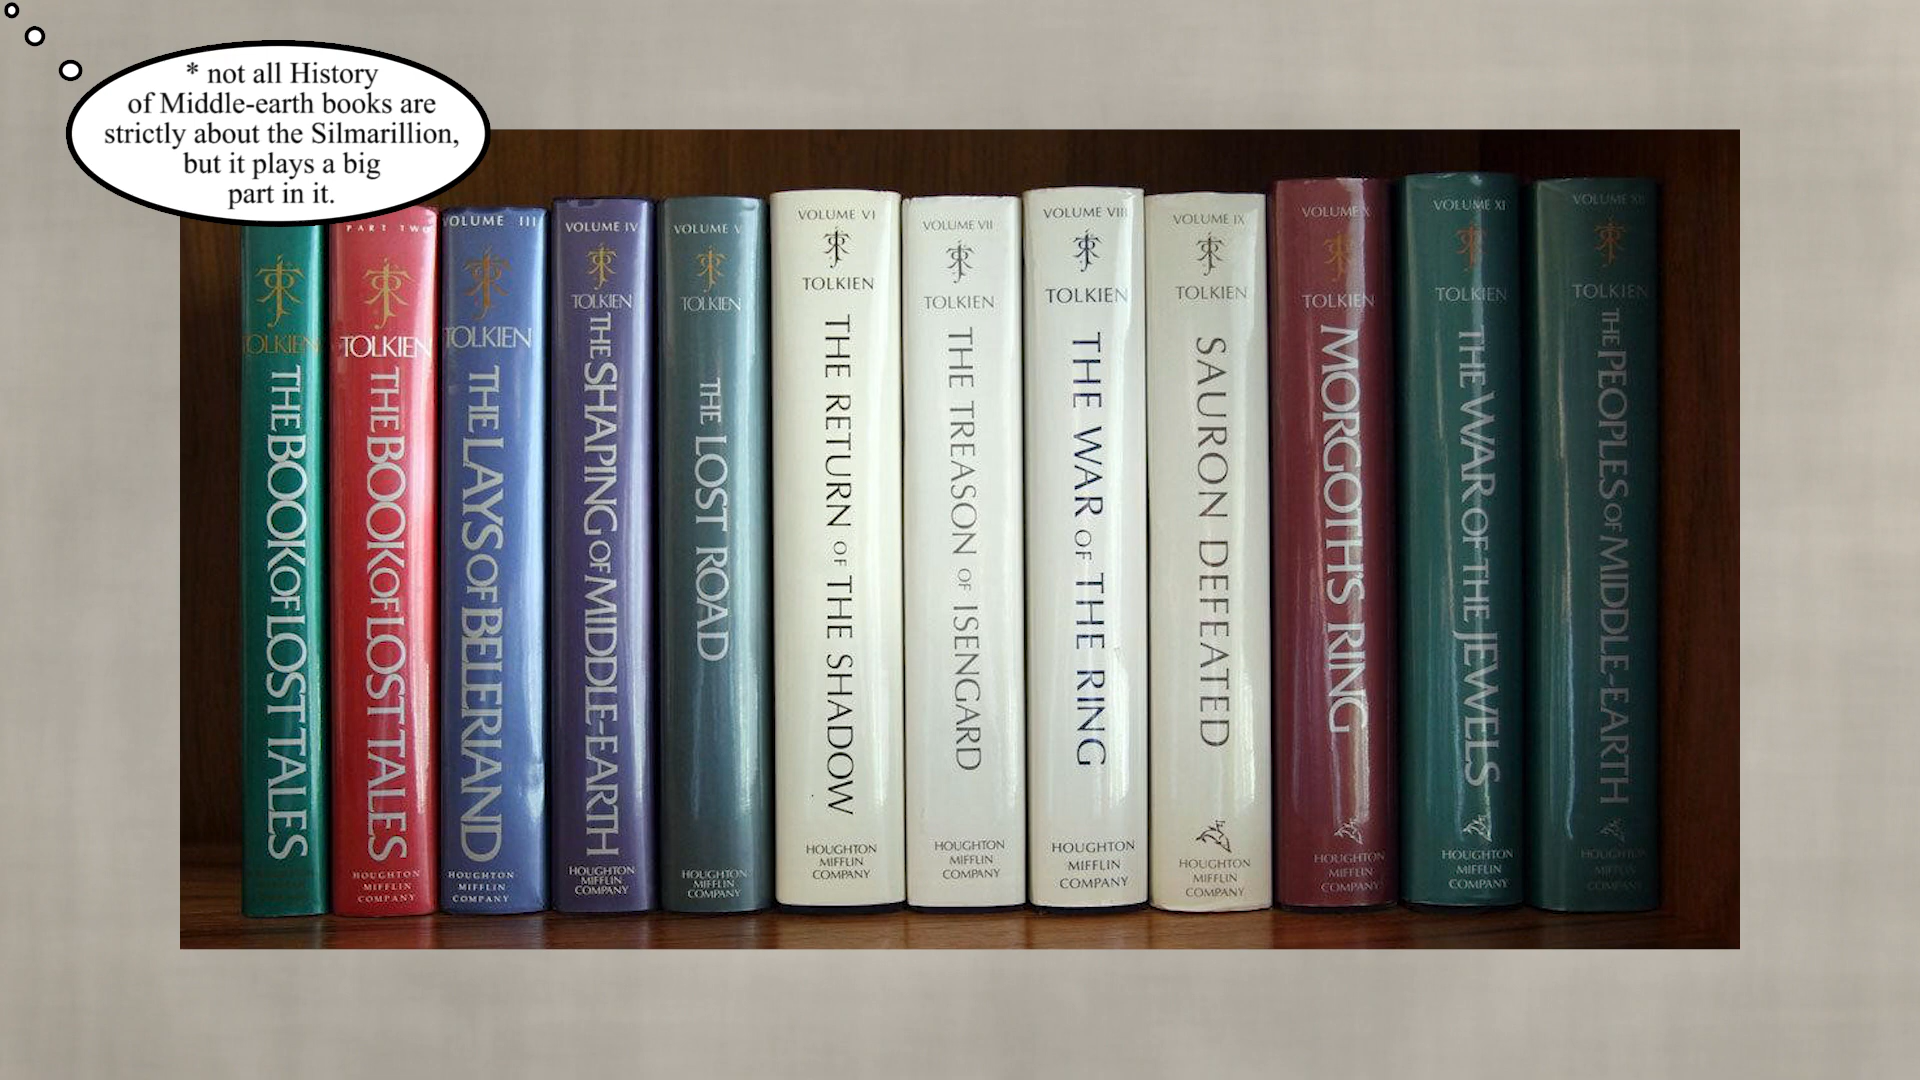 * not all History
of Middle-earth books are
strictly about the Silmarillion,
but it plays a big
part in it.
TOLKIEN
THE BOOK OF LOST TALES
PART TWO
TOLKIEN
THE BOOK OF LOST TALES
HOUGHTON
MIFFLIN
COMPANY
VOLUME III
TOLKIEN
THE LAYS OF BELERIAND
HOUGHTON
MIFFLIN
COMPANY
VOLUME IV
TOLKIEN
THE SHAPING OF MIDDLE-EARTH
HOUGHTON
MIFFLIN
COMPANY
VOLUME V
TOLKIEN
THE LOST ROAD
HOUGHTON
MIFFLIN
COMPANY
VOLUME VI
TOLKIEN
THE RETURN OF THE SHADOW
HOUGHTON
MIFFLIN
COMPANY
VOLUME VII
TOLKIEN
THE TREASON OF ISENGARD
HOUGHTON
MIFFLIN
COMPANY
VOLUME VIII
TOLKIEN
THE WAR OF THE RING
HOUGHTON
MIFFLIN
COMPANY
VOLUME IX
TOLKIEN
SAURON DEFEATED
HOUGHTON
MIFFLIN
COMPANY
VOLUME X
TOLKIEN
MORGOTH'S RING
HOUGHTON
MIFFLIN
COMPANY
VOLUME XI
TOLKIEN
THE WAR OF THE JEWELS
HOUGHTON
MIFFLIN
COMPANY
VOLUME XII
TOLKIEN
THE PEOPLES OF MIDDLE-EARTH
HOUGHTON
MIFFLIN
COMPANY